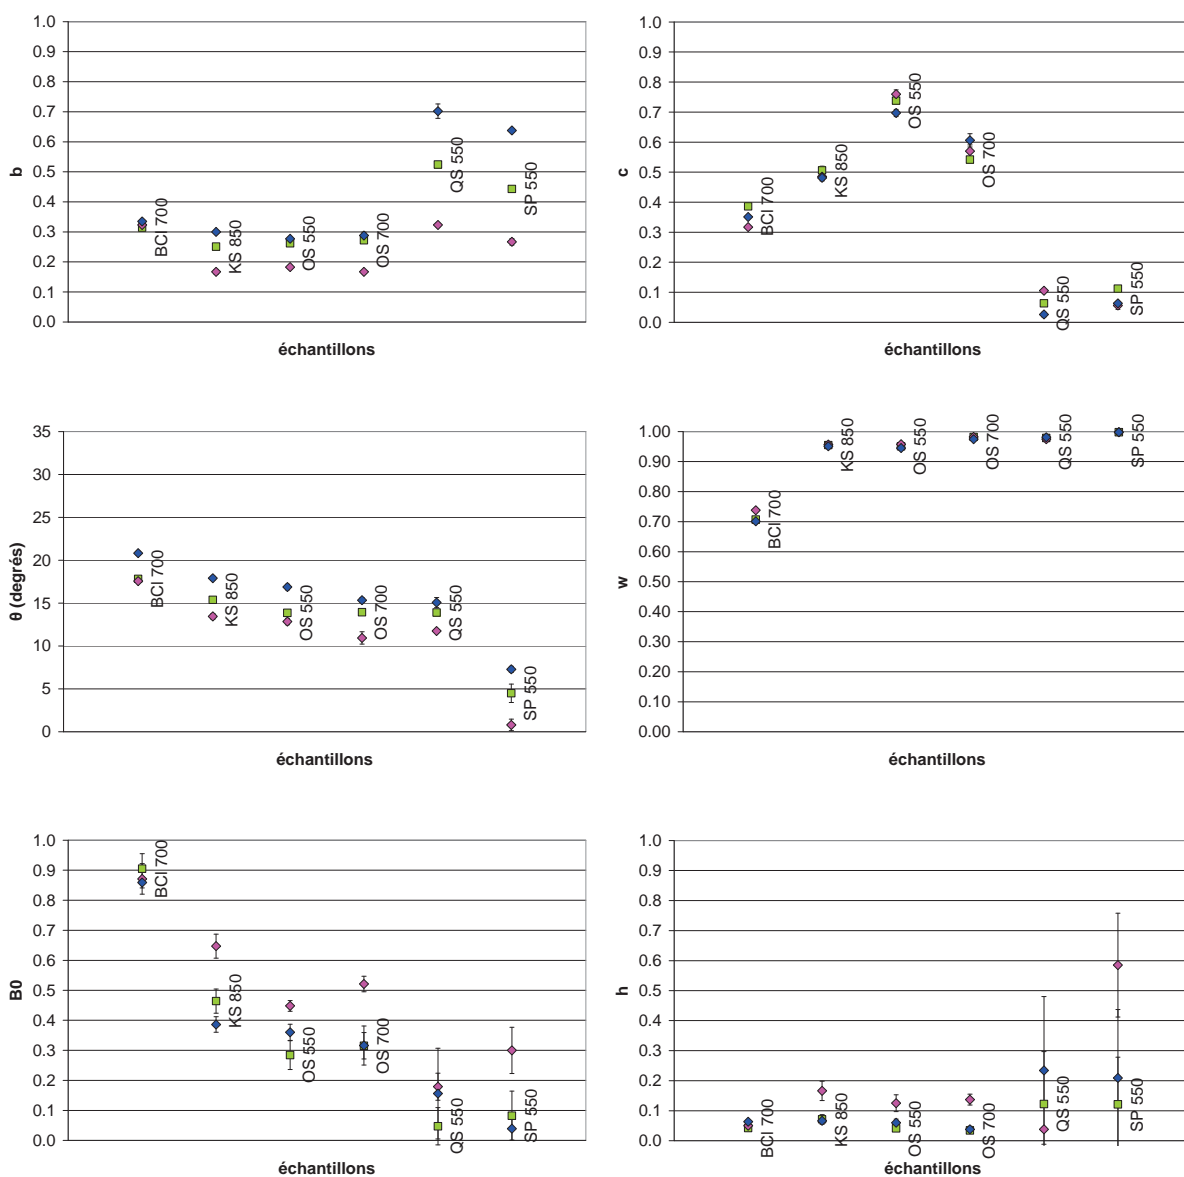 1.0
0.9
0.8
0.7
0.6
0.5
0.4
0.3
0.2
0.1
0.0
b
BCI 700
KS 850
OS 550
OS 700
QS 550
SP 550
échantillons
1.0
0.9
0.8
0.7
0.6
0.5
0.4
0.3
0.2
0.1
0.0
c
BCI 700
KS 850
OS 550
OS 700
QS 550
SP 550
échantillons
35
30
25
20
15
10
5
0
θ (degrés)
BCI 700
KS 850
OS 550
OS 700
QS 550
SP 550
échantillons
1.00
0.90
0.80
0.70
0.60
0.50
0.40
0.30
0.20
0.10
0.00
w
BCI 700
KS 850
OS 550
OS 700
QS 550
SP 550
échantillons
1.0
0.9
0.8
0.7
0.6
0.5
0.4
0.3
0.2
0.1
0.0
B0
BCI 700
KS 850
OS 550
OS 700
QS 550
SP 550
échantillons
1.0
0.9
0.8
0.7
0.6
0.5
0.4
0.3
0.2
0.1
0.0
h
BCI 700
KS 850
OS 550
OS 700
QS 550
SP 550
échantillons